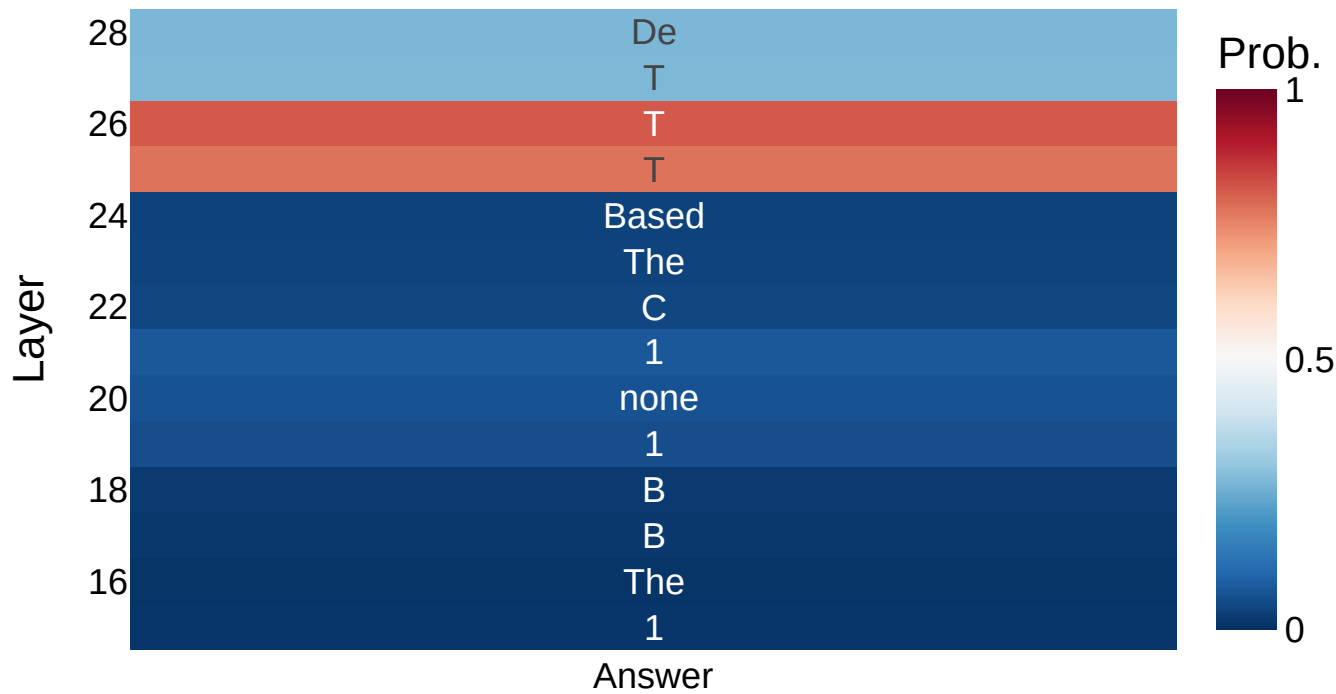 28 De
T
Prob.
1
26 T
T
24 Based
The
22 C
Layer
1
0.5
20 none
1
18 B
B
16 The
1
0
Answer